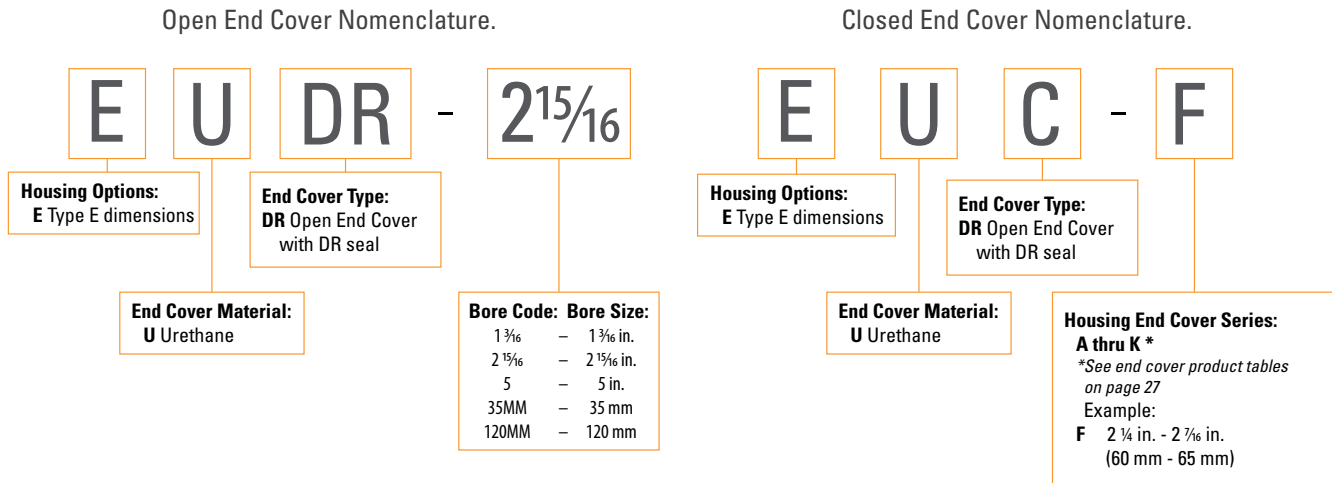 Open End Cover Nomenclature.
E U DR - 2 15/16
Housing Options:
E Type E dimensions
End Cover Type:
DR Open End Cover
with DR seal
End Cover Material:
U Urethane
Bore Code: Bore Size:
1 3/16 – 1 3/16 in.
2 15/16 – 2 15/16 in.
5 – 5 in.
35MM – 35 mm
120MM – 120 mm
Closed End Cover Nomenclature.
E U C - F
Housing Options:
E Type E dimensions
End Cover Type:
DR Open End Cover
with DR seal
End Cover Material:
U Urethane
Housing End Cover Series:
A thru K *
*See end cover product tables
on page 27
Example:
F 2 ¼ in. - 2 7/16 in.
(60 mm - 65 mm)